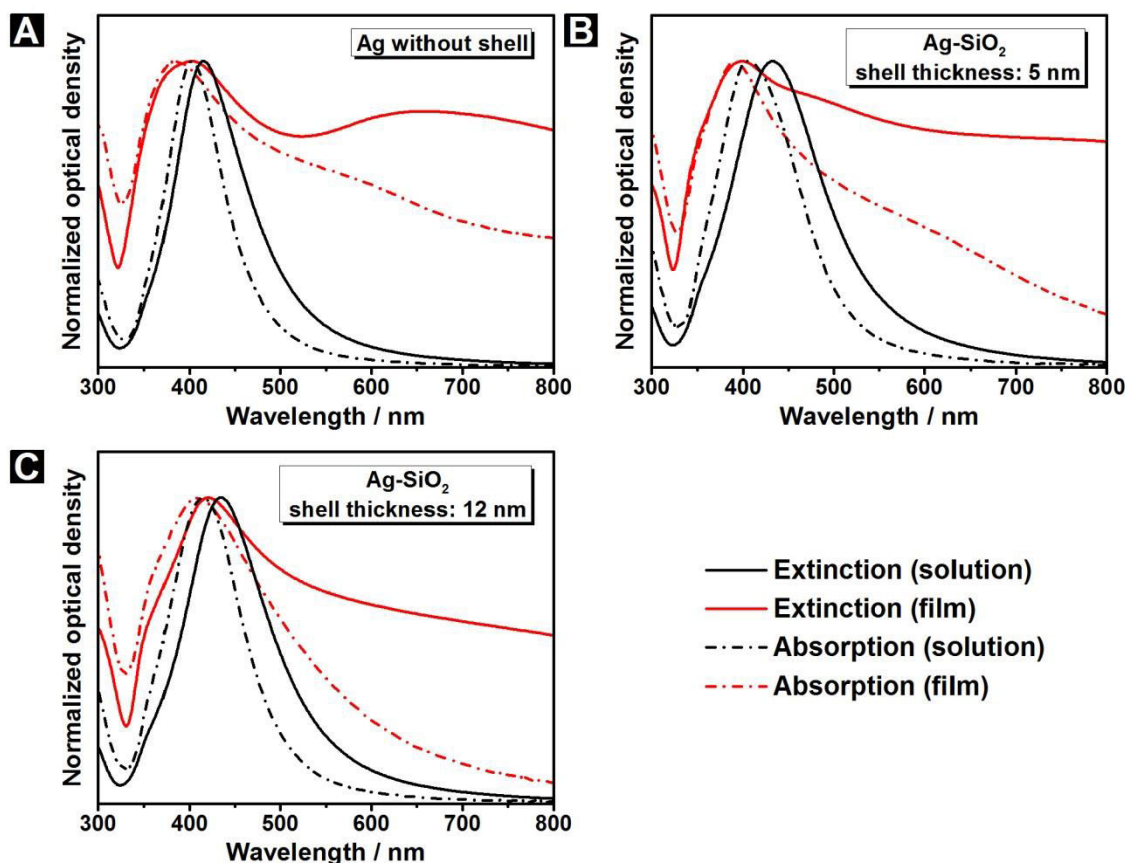 A
Ag without shell
Normalized optical density
300 400 500 600 700 800
Wavelength / nm
B
Ag-SiO₂
shell thickness: 5 nm
Normalized optical density
300 400 500 600 700 800
Wavelength / nm
C
Ag-SiO₂
shell thickness: 12 nm
Normalized optical density
300 400 500 600 700 800
Wavelength / nm
Extinction (solution)
Extinction (film)
Absorption (solution)
Absorption (film)